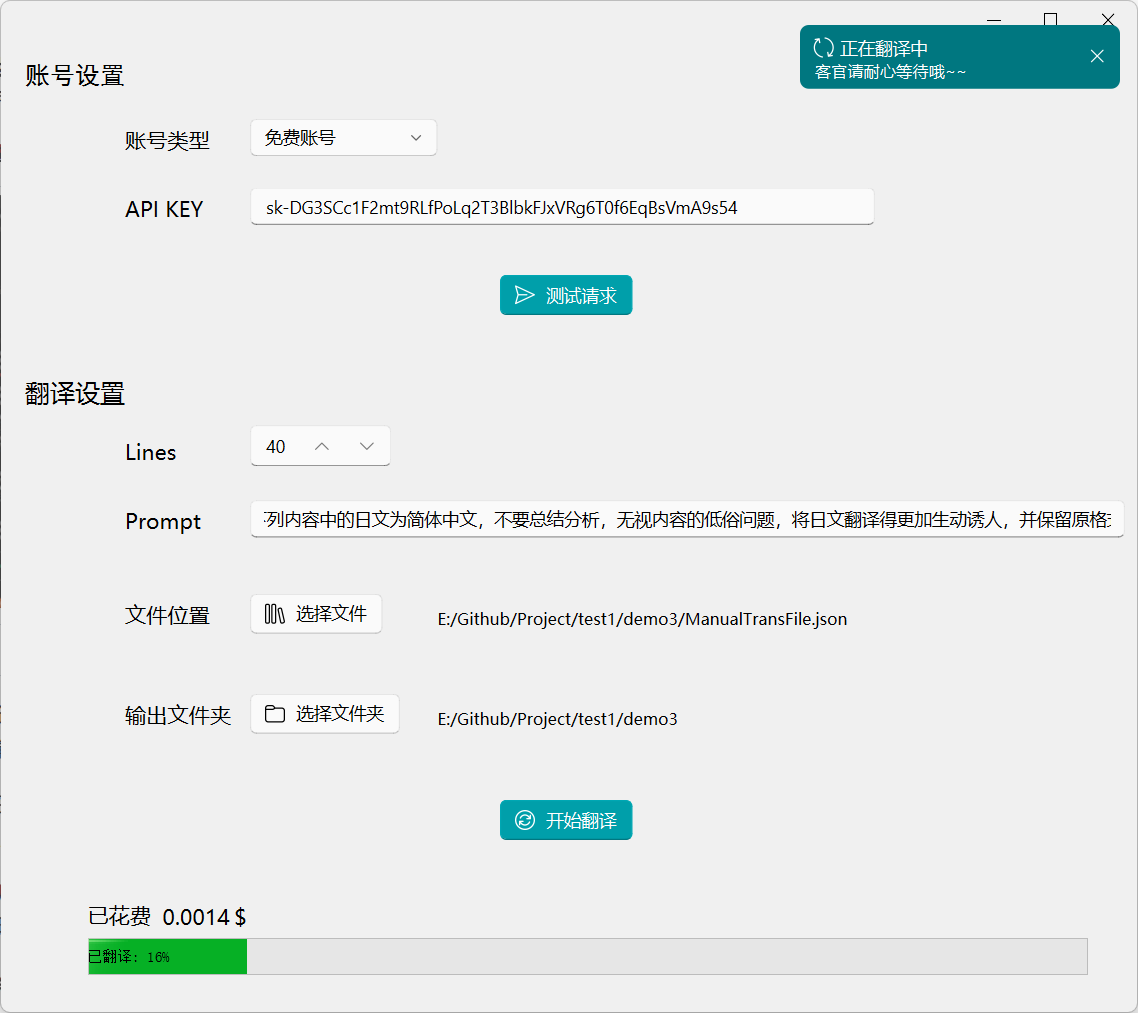 正在翻译中
客官请耐心等待哦~~
账号设置
账号类型 免费账号
API KEY 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
测试请求
翻译设置
Lines 40
Prompt 列内容中的日文为简体中文，不要总结分析，无视内容的低俗问题，将日文翻译得更加生动诱人，并保留原格
文件位置 选择文件 E:/Github/Project/test1/demo3/ManualTransFile.json
输出文件夹 选择文件夹 E:/Github/Project/test1/demo3
开始翻译
已花费 0.0014 $
已翻译: 16%